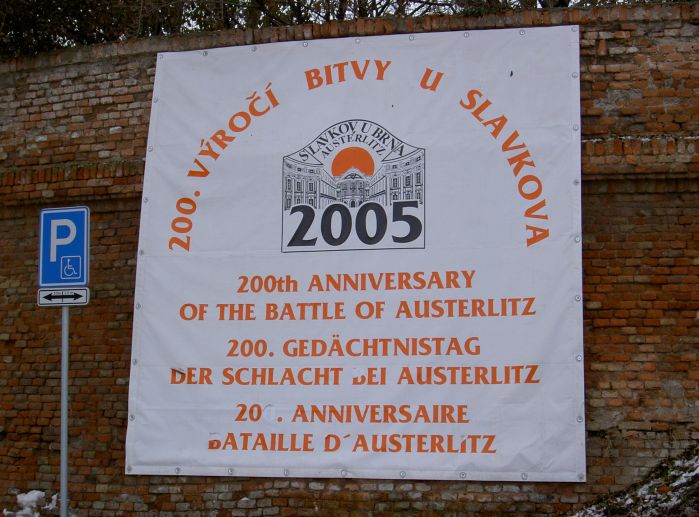 200. VÝROČÍ BITVY U SLAVKOVA
SLAVKOV U BRNA
AUSTERLITZ
2005
P
200th ANNIVERSARY
OF THE BATTLE OF AUSTERLITZ
200. GEDÄCHTNISTAG
DER SCHLACHT BEI AUSTERLITZ
20 . ANNIVERSAIRE
BATAILLE D´AUSTERLITZ